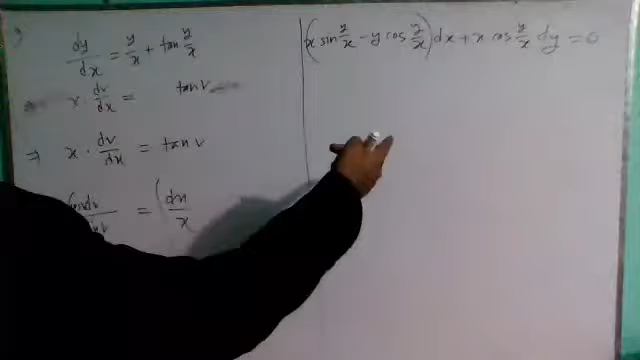 dy/dx = y/x + tan y/x
x · dv/dx = tan v
⇒ x · dv/dx = tan v
= ∫ dx/x
(x sin y/x - y cos y/x) dx + x cos y/x dy = 0